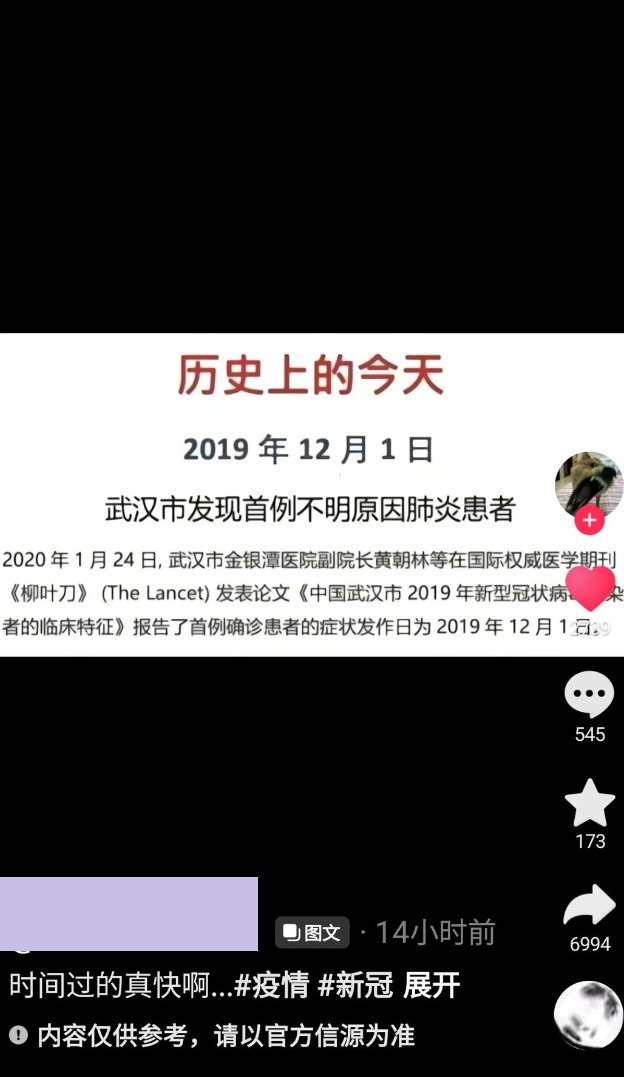 历史上的今天
2019 年 12 月 1 日
武汉市发现首例不明原因肺炎患者
2020 年 1 月 24 日, 武汉市金银潭医院副院长黄朝林等在国际权威医学期刊
《柳叶刀》 (The Lancet) 发表论文《中国武汉市 2019 年新型冠状病
者的临床特征》报告了首例确诊患者的症状发作日为 2019 年 12 月 1 日。
545
173
6994
图文 · 14小时前
时间过的真快啊...#疫情 #新冠 展开
内容仅供参考，请以官方信源为准